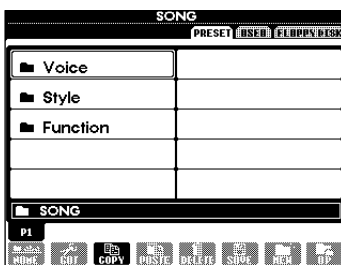 SONG
PRESET USER FLOPPY DISK
Voice
Style
Function
SONG
P1
NAME CUT COPY PASTE DELETE SAVE NEW UP